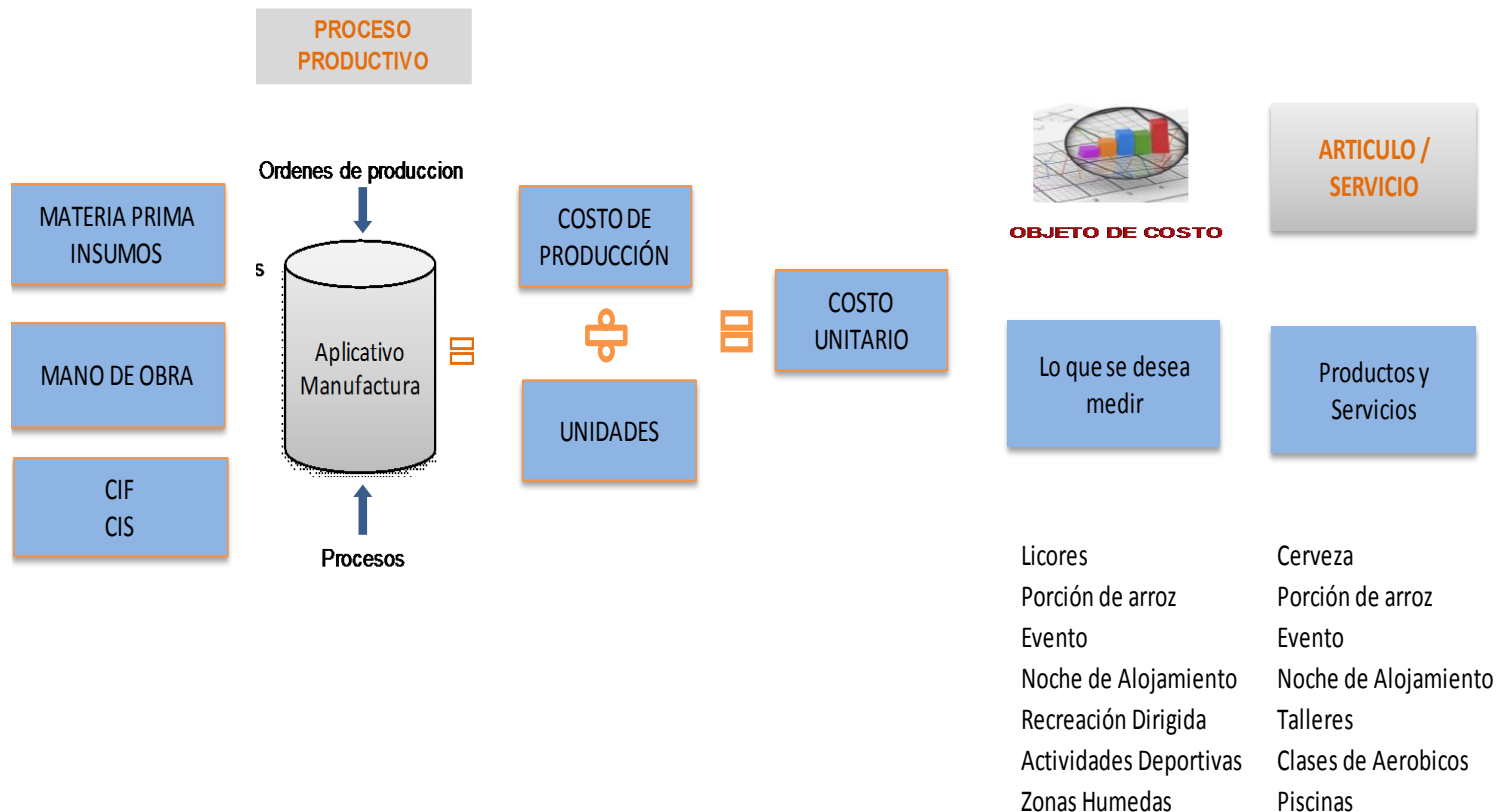 PROCESO
PRODUCTIVO
Ordenes de produccion
MATERIA PRIMA
INSUMOS
MANO DE OBRA
CIF
CIS
s
Aplicativo
Manufactura
Procesos
COSTO DE
PRODUCCIÓN
UNIDADES
COSTO
UNITARIO
OBJETO DE COSTO
Lo que se desea
medir
Licores
Porción de arroz
Evento
Noche de Alojamiento
Recreación Dirigida
Actividades Deportivas
Zonas Humedas
ARTICULO /
SERVICIO
Productos y
Servicios
Cerveza
Porción de arroz
Evento
Noche de Alojamiento
Talleres
Clases de Aerobicos
Piscinas